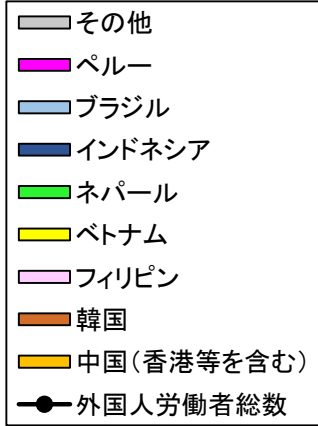 その他
ペルー
ブラジル
インドネシア
ネパール
ベトナム
フィリピン
韓国
中国（香港等を含む）
外国人労働者総数